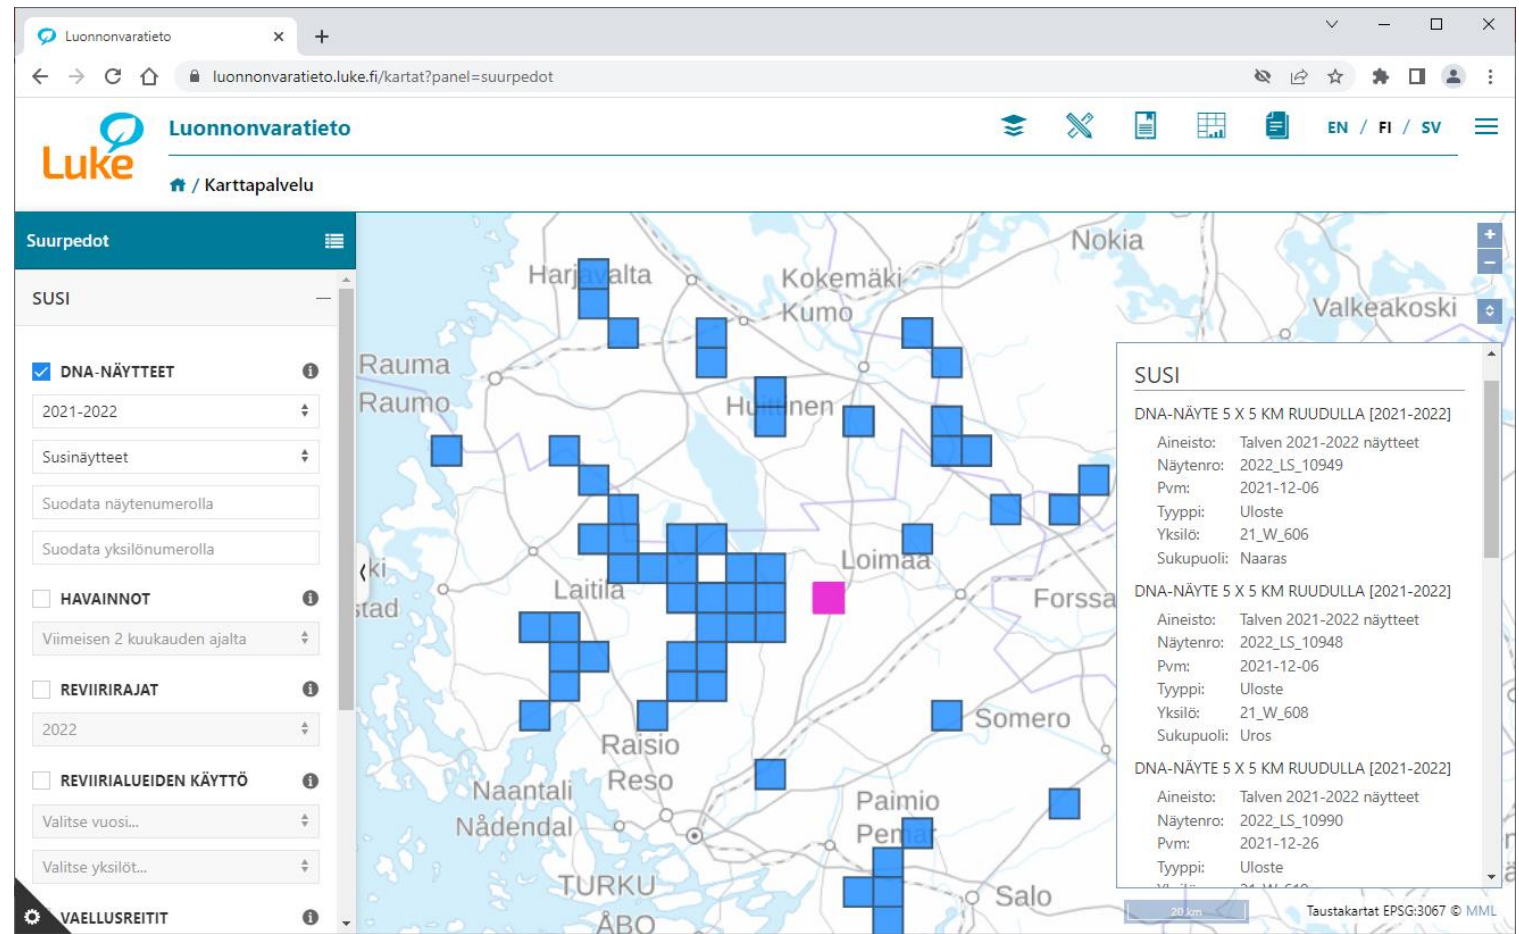 Luonnonvaratieto
luonnonvaratieto.luke.fi/kartat?panel=suurpedot
Luke
Luonnonvaratieto
EN / FI / SV
/ Karttapalvelu
Suurpedot
SUSI
DNA-NÄYTTEET
2021-2022
Susinäytteet
Suodata näytenumerolla
Suodata yksilönumerolla
HAVAINNOT
Viimeisen 2 kuukauden ajalta
REVIIRIRAJAT
2022
REVIIRIALUEIDEN KÄYTTÖ
Valitse vuosi...
Valitse yksilöt...
VAELLUSREITIT
Nokia
Harjavalta
Kokemäki
Kumo
Valkeakoski
Rauma
Raumo
Huittinen
Loimaa
ki
stad
Laitila
Forssa
Somero
Raisio
Reso
Naantali
Nådendal
Paimio
Pemar
TURKU
ÅBO
Salo
SUSI
DNA-NÄYTE 5 X 5 KM RUUDULLA [2021-2022]
Aineisto: Talven 2021-2022 näytteet
Näytenro: 2022_LS_10949
Pvm: 2021-12-06
Tyyppi: Uloste
Yksilö: 21_W_606
Sukupuoli: Naaras
DNA-NÄYTE 5 X 5 KM RUUDULLA [2021-2022]
Aineisto: Talven 2021-2022 näytteet
Näytenro: 2022_LS_10948
Pvm: 2021-12-06
Tyyppi: Uloste
Yksilö: 21_W_608
Sukupuoli: Uros
DNA-NÄYTE 5 X 5 KM RUUDULLA [2021-2022]
Aineisto: Talven 2021-2022 näytteet
Näytenro: 2022_LS_10990
Pvm: 2021-12-26
Tyyppi: Uloste
20 km
Taustakartat EPSG:3067 © MML